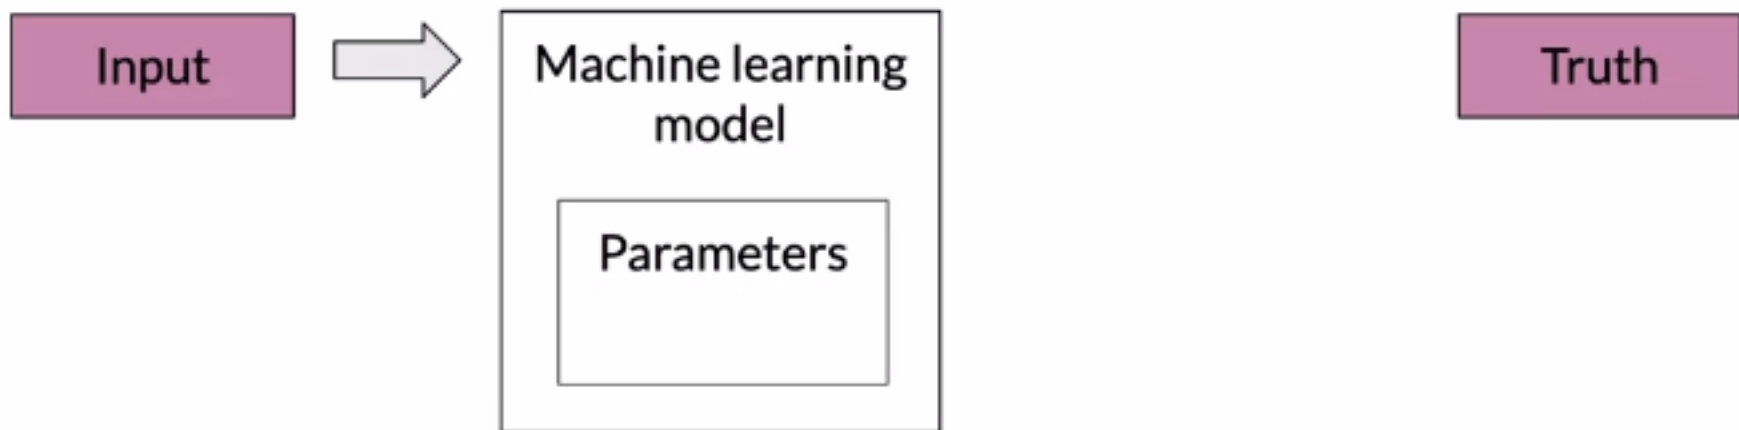 Input
Machine learning
model
Parameters
Truth